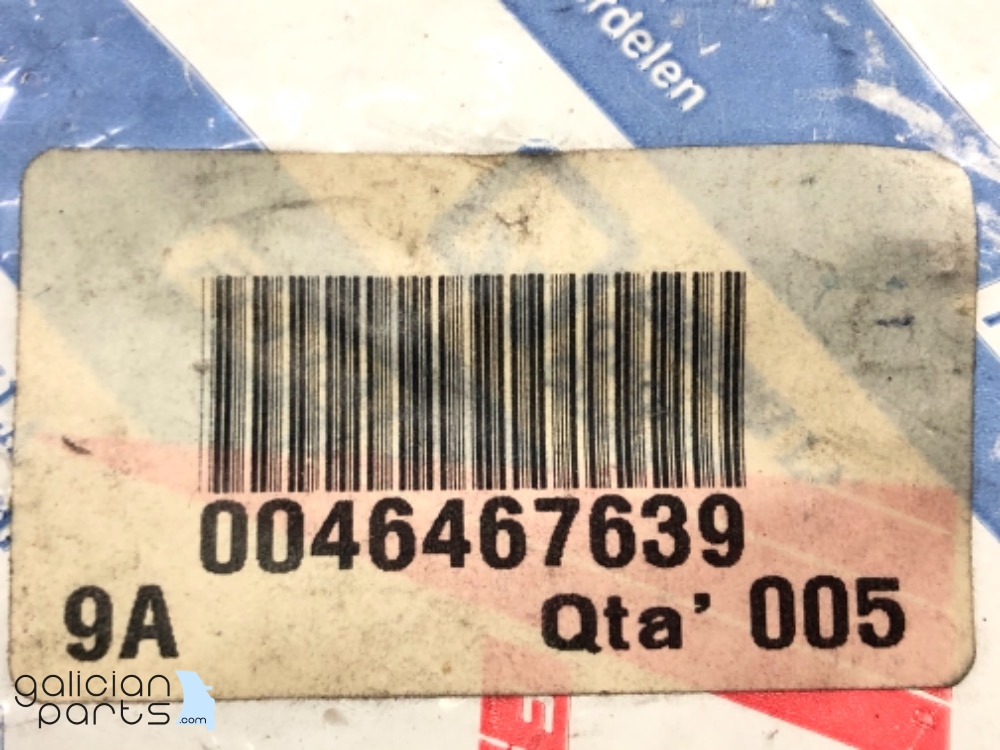 rdelen
0046467639
9A Qta' 005
galician
parts.com